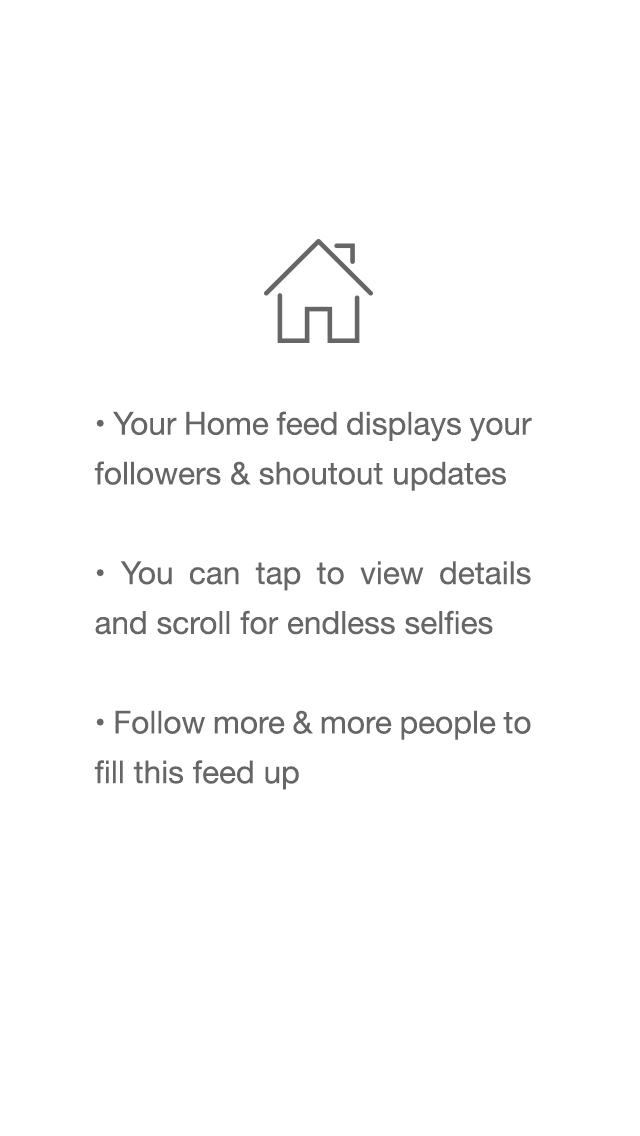 • Your Home feed displays your
followers & shoutout updates
• You can tap to view details
and scroll for endless selfies
• Follow more & more people to
fill this feed up